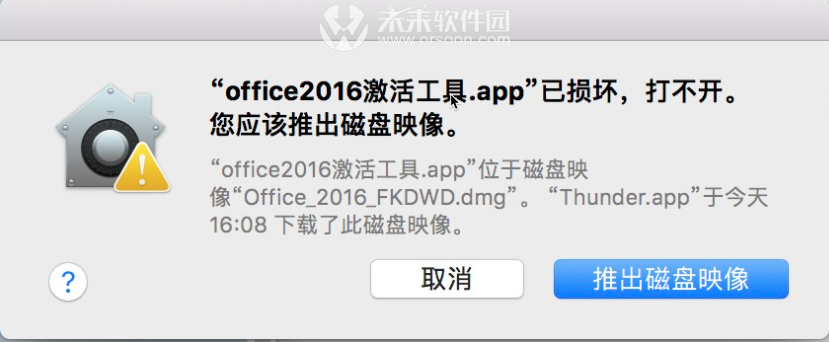 未来软件园
www.orsoon.com
“office2016激活工具.app”已损坏，打不开。
您应该推出磁盘映像。
“office2016激活工具.app”位于磁盘映
像“Office_2016_FKDWD.dmg”。 “Thunder.app”于今天
16:08 下载了此磁盘映像。
?
取消
推出磁盘映像